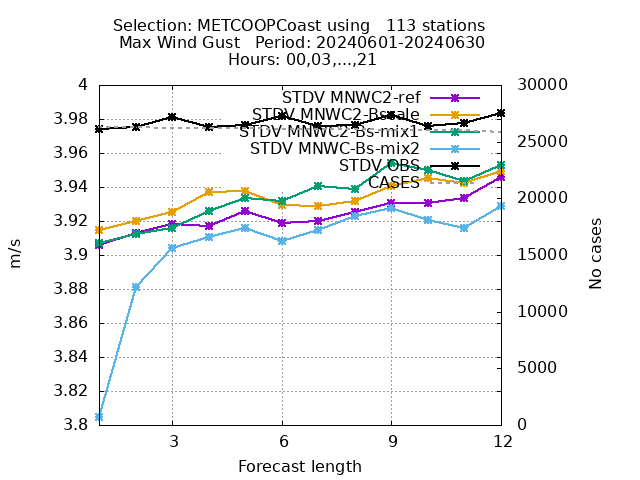 Selection: METCOOPCoast using   113 stations
Max Wind Gust   Period: 20240601-20240630
Hours: 00,03,...,21
4
3.98
3.96
3.94
3.92
3.9
3.88
3.86
3.84
3.82
3.8
m/s
STDV MNWC2-ref
STDV MNWC2-Bscale
STDV MNWC2-Bs-mix1
STDV MNWC-Bs-mix2
STDV OBS
CASES
30000
25000
20000
15000
10000
5000
0
No cases
3
6
9
12
Forecast length